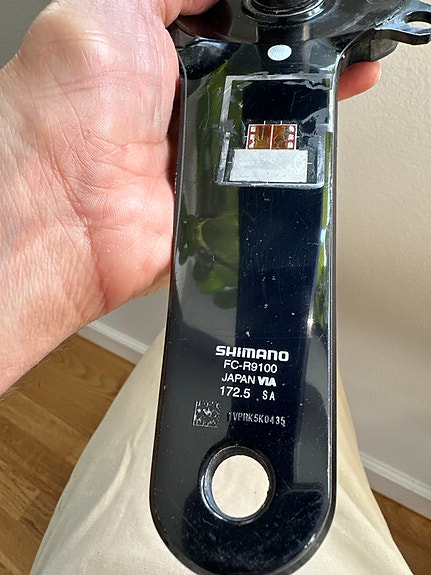 SHIMANO
FC-R9100
JAPAN VIA
172.5 SA
1VPRK5K0435